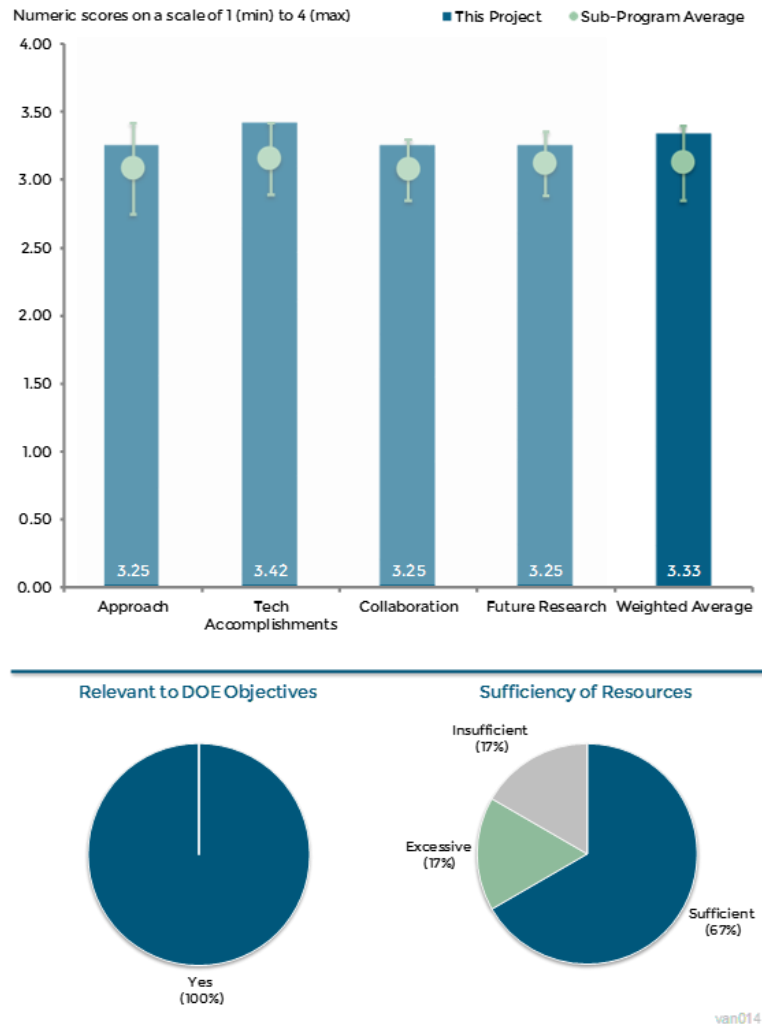 Numeric scores on a scale of 1 (min) to 4 (max)
This Project
Sub-Program Average
4.00
3.50
3.00
2.50
2.00
1.50
1.00
0.50
0.00
3.25
3.42
3.25
3.25
3.33
Approach
Tech
Accomplishments
Collaboration
Future Research
Weighted Average
Relevant to DOE Objectives
Yes
(100%)
Sufficiency of Resources
Insufficient
(17%)
Excessive
(17%)
Sufficient
(67%)
van014